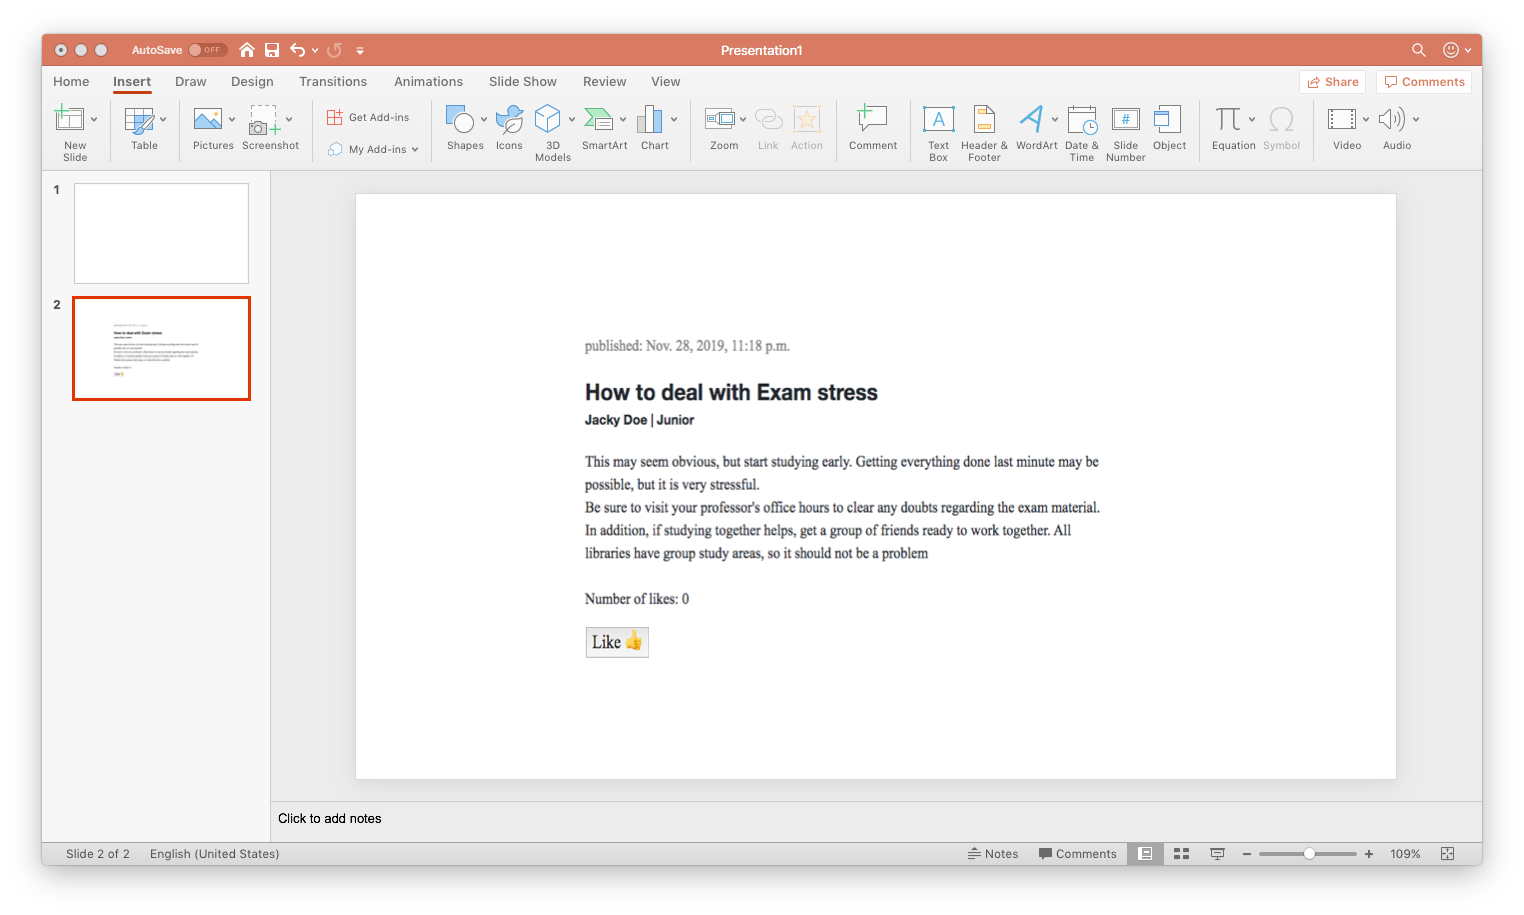 AutoSave OFF
Presentation1
Home Insert Draw Design Transitions Animations Slide Show Review View
Share Comments
New Slide
Table
Pictures
Screenshot
Get Add-ins
My Add-ins
Shapes
Icons
3D Models
SmartArt
Chart
Zoom
Link
Action
Comment
Text Box
Header & Footer
WordArt
Date & Time
Slide Number
Object
Equation
Symbol
Video
Audio
1
2
published: Nov. 28, 2019, 11:18 p.m.
How to deal with Exam stress
Jacky Doe | Junior
This may seem obvious, but start studying early. Getting everything done last minute may be
possible, but it is very stressful.
Be sure to visit your professor's office hours to clear any doubts regarding the exam material.
In addition, if studying together helps, get a group of friends ready to work together. All
libraries have group study areas, so it should not be a problem
Number of likes: 0
Like 👍
Click to add notes
Slide 2 of 2 English (United States)
Notes Comments 109%